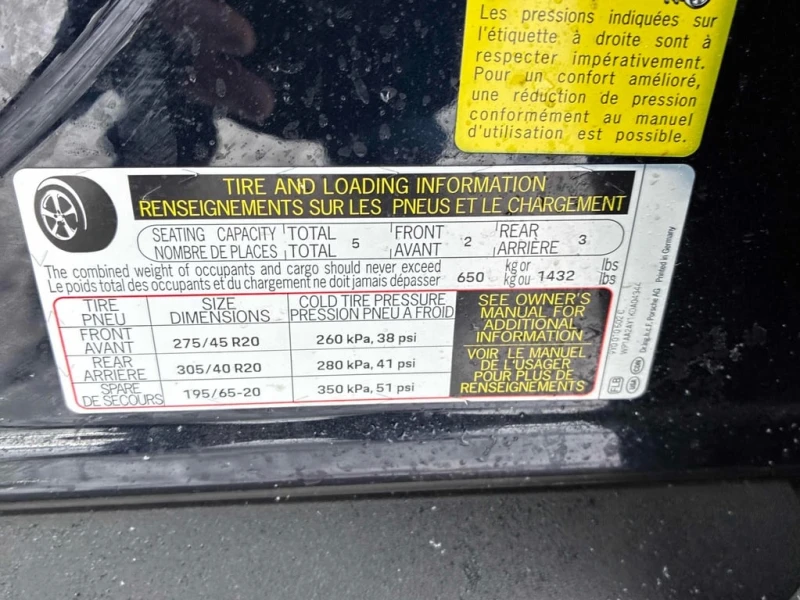 Les pressions indiquées sur
l'étiquette à droite sont à
respecter impérativement.
Pour un confort amélioré,
une réduction de pression
conformément au manuel
d'utilisation est possible.
TIRE AND LOADING INFORMATION
RENSEIGNEMENTS SUR LES PNEUS ET LE CHARGEMENT
SEATING CAPACITY TOTAL FRONT REAR
NOMBRE DE PLACES TOTAL 5 AVANT 2 ARRIÈRE 3
The combined weight of occupants and cargo should never exceed 650 kg or 1432 lbs
Le poids total des occupants et du chargement ne doit jamais dépasser kg ou lbs
TIRE SIZE COLD TIRE PRESSURE
PNEU DIMENSIONS PRESSION PNEU A FROID
FRONT
AVANT 275/45 R20 260 kPa, 38 psi
REAR
ARRIÈRE 305/40 R20 280 kPa, 41 psi
SPARE
DE SECOURS 195/65-20 350 kPa, 51 psi
SEE OWNER'S
MANUAL FOR
ADDITIONAL
INFORMATION
VOIR LE MANUEL
DE L'USAGER
POUR PLUS DE
RENSEIGNEMENTS
Dr.Ing.h.c.F. Porsche AG Printed in Germany